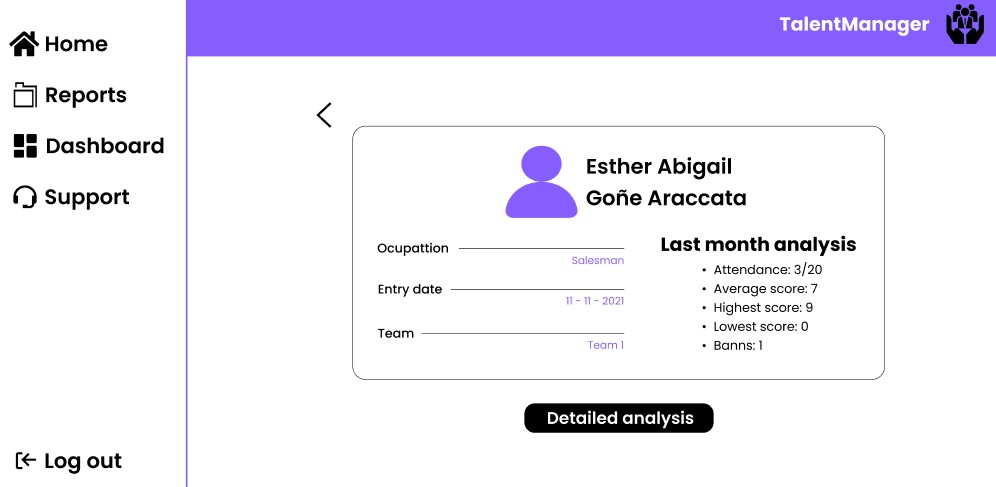 TalentManager
Home
Reports
Dashboard
Support
Log out
Esther Abigail
Goñe Araccata
Ocupattion
Salesman
Entry date
11 - 11 - 2021
Team
Team 1
Last month analysis
• Attendance: 3/20
• Average score: 7
• Highest score: 9
• Lowest score: 0
• Banns: 1
Detailed analysis